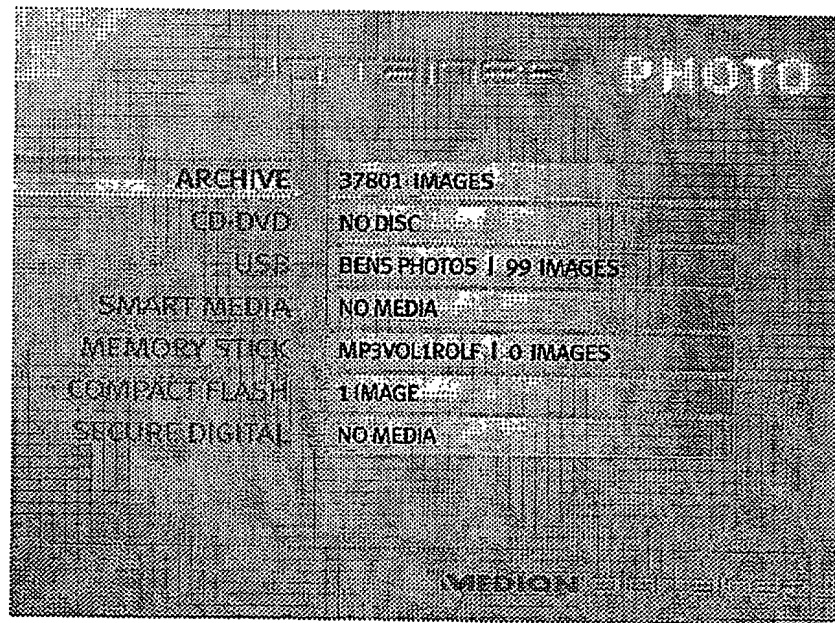 PHOTO
ARCHIVE 37801 IMAGES
CD-DVD NO DISC
USB BENS PHOTOS | 99 IMAGES
SMART MEDIA NO MEDIA
MEMORY STICK MP3VOL1ROLF | 0 IMAGES
COMPACT FLASH 1 IMAGE
SECURE DIGITAL NO MEDIA
MEDION